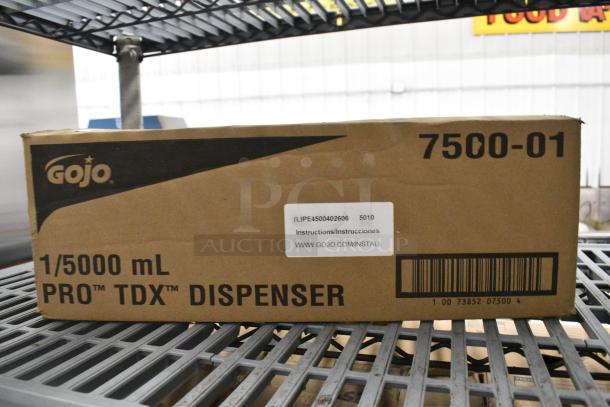 FOOD
7500-01
GOJO
ILIPE4500402606 5010
Instructions/Instrucciones
WWW.GOJO.COM/INSTALL
PCI
AUCTION GROUP
1/5000 mL
PRO™ TDX™ DISPENSER
1 00 73852 07500 4